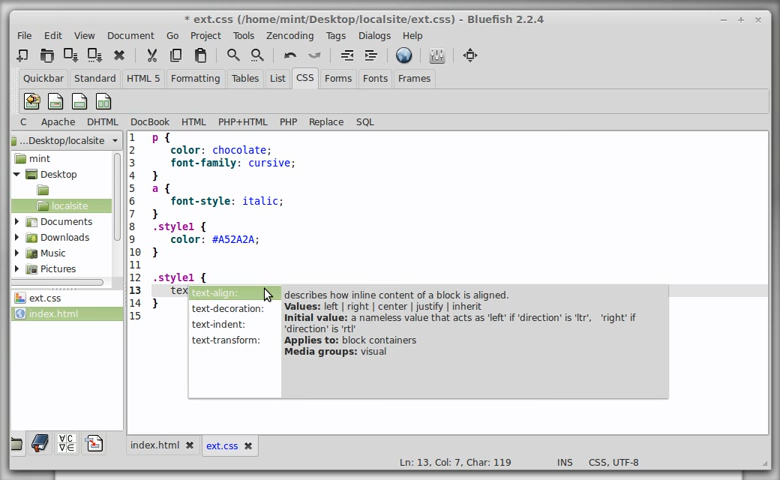 * ext.css (/home/mint/Desktop/localsite/ext.css) - Bluefish 2.2.4
File Edit View Document Go Project Tools Zencoding Tags Dialogs Help
Quickbar Standard HTML 5 Formatting Tables List CSS Forms Fonts Frames
C Apache DHTML DocBook HTML PHP+HTML PHP Replace SQL
...Desktop/localsite
mint
Desktop
localsite
Documents
Downloads
Music
Pictures
ext.css
index.html
1 p {
2 color: chocolate;
3 font-family: cursive;
4 }
5 a {
6 font-style: italic;
7 }
8 .style1 {
9 color: #A52A2A;
10 }
11
12 .style1 {
13 tex
14 }
15
text-align:
text-decoration:
text-indent:
text-transform:
describes how inline content of a block is aligned.
Values: left | right | center | justify | inherit
Initial value: a nameless value that acts as 'left' if 'direction' is 'ltr', 'right' if
'direction' is 'rtl'
Applies to: block containers
Media groups: visual
index.html ext.css
Ln: 13, Col: 7, Char: 119 INS CSS, UTF-8